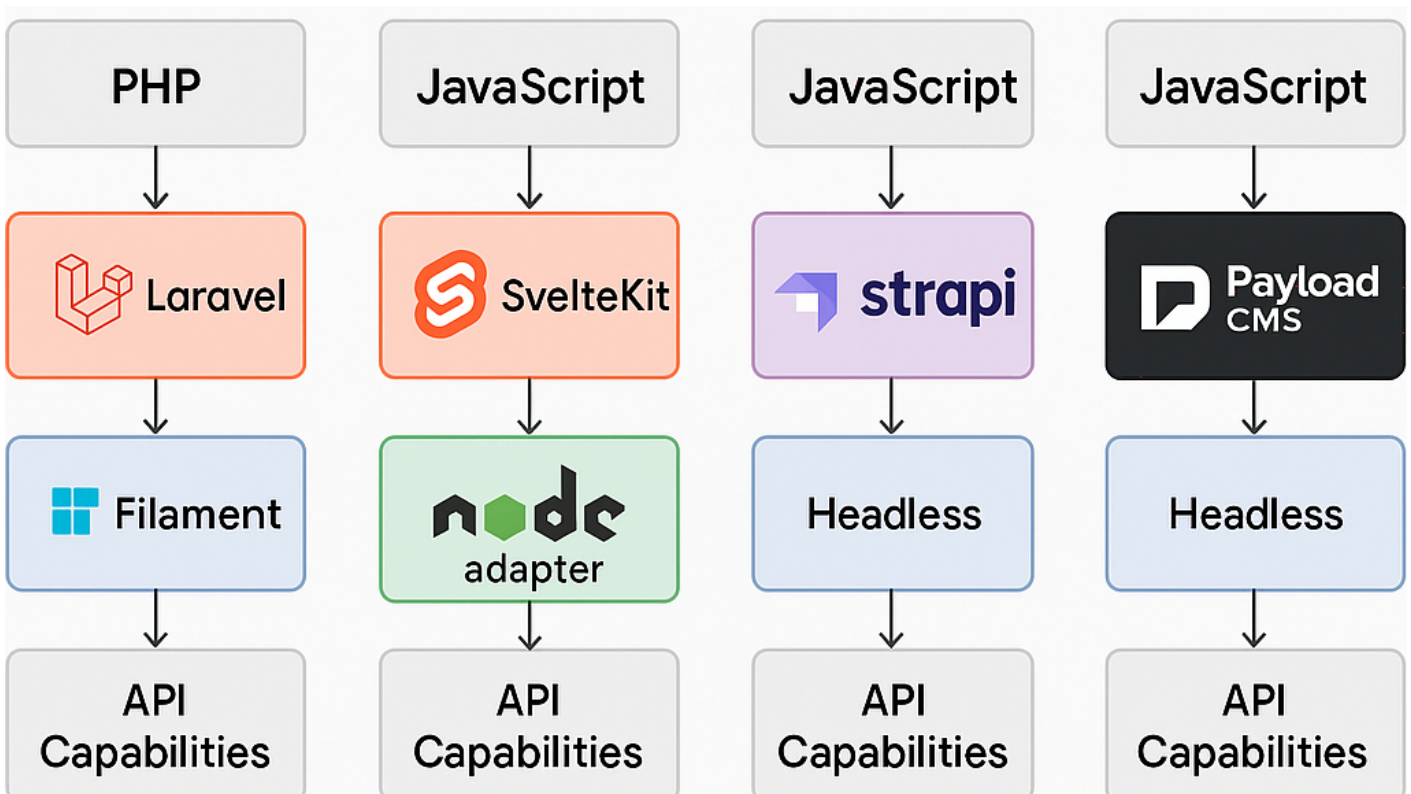 PHP
JavaScript
JavaScript
JavaScript
Laravel
SvelteKit
strapi
Payload
CMS
Filament
node
adapter
Headless
Headless
API
Capabilities
API
Capabilities
API
Capabilities
API
Capabilities